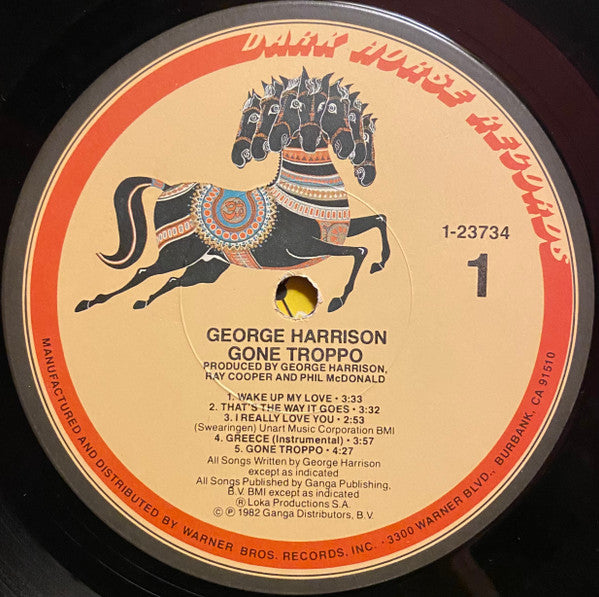 DARK HORSE RECORDS
1-23734
1
GEORGE HARRISON
GONE TROPPO
PRODUCED BY GEORGE HARRISON,
RAY COOPER AND PHIL McDONALD
1. WAKE UP MY LOVE • 3:33
2. THAT'S THE WAY IT GOES • 3:32
3. I REALLY LOVE YOU • 2:53
(Swearingen) Unart Music Corporation BMI
4. GREECE (Instrumental) • 3:57
5. GONE TROPPO • 4:27
All Songs Written by George Harrison
except as indicated
All Songs Published by Ganga Publishing,
B.V. BMI except as indicated
® Loka Productions S.A.
© ℗ 1982 Ganga Distributors, B.V.
MANUFACTURED AND DISTRIBUTED BY WARNER BROS. RECORDS, INC. • 3300 WARNER BLVD., BURBANK, CA 91510